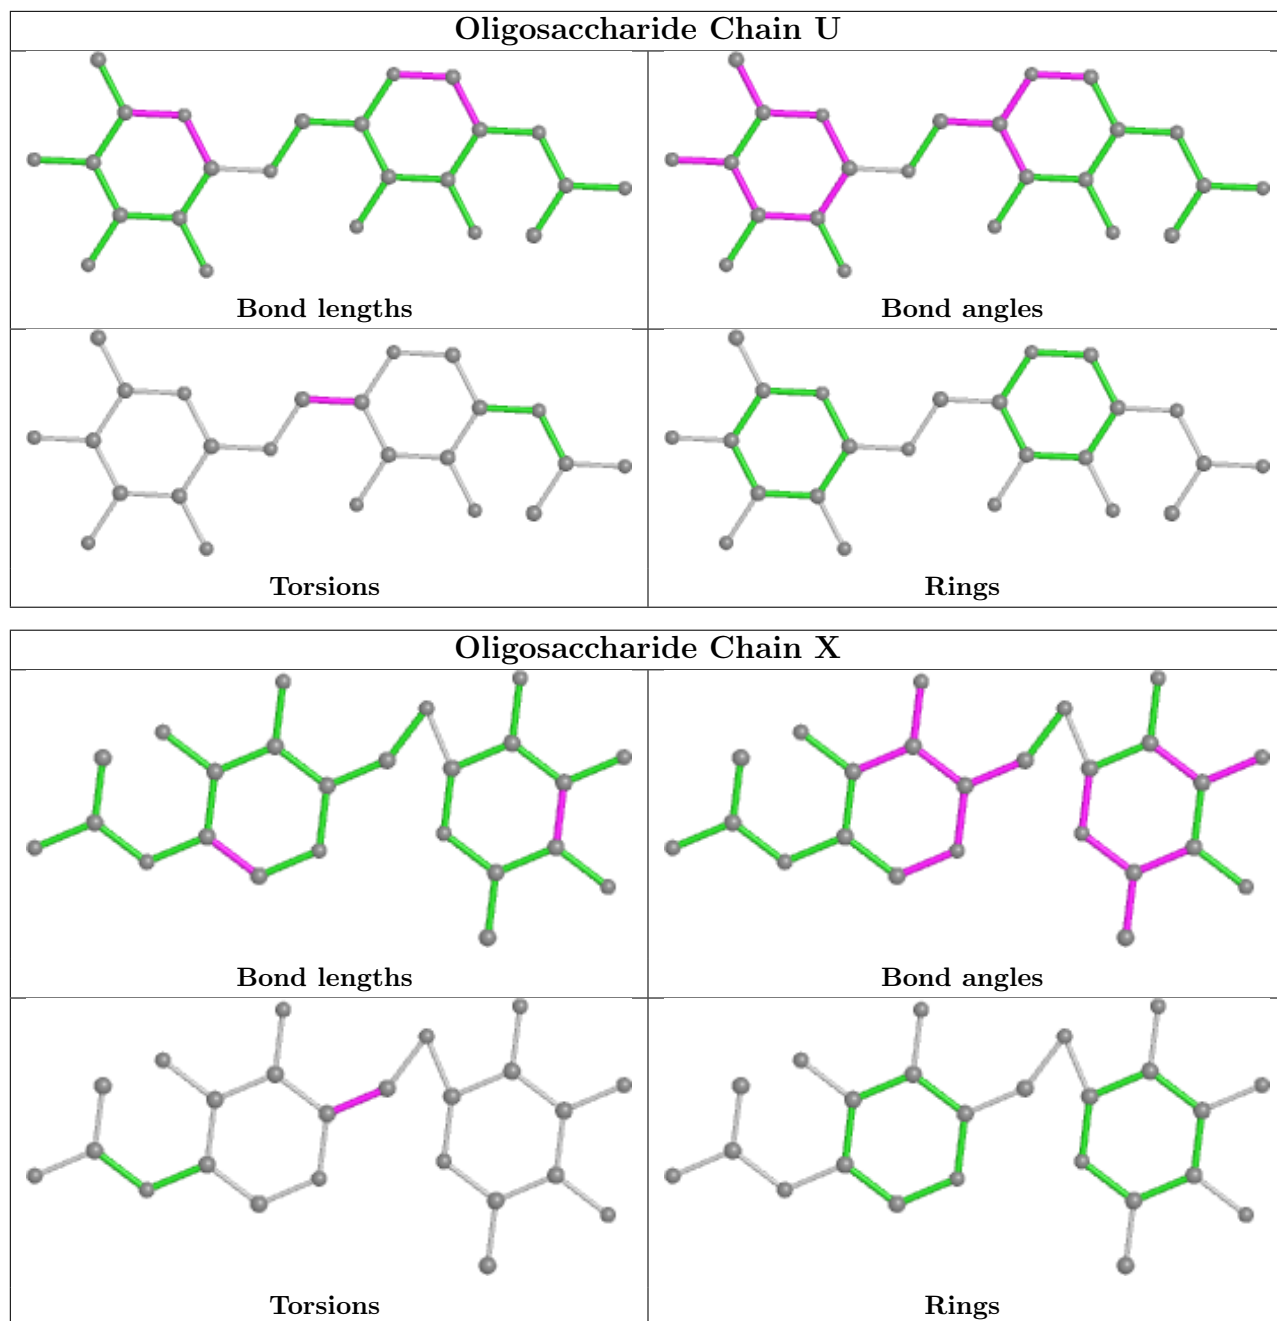 Oligosaccharide Chain U
Bond lengths
Bond angles
Torsions
Rings
Oligosaccharide Chain X
Bond lengths
Bond angles
Torsions
Rings